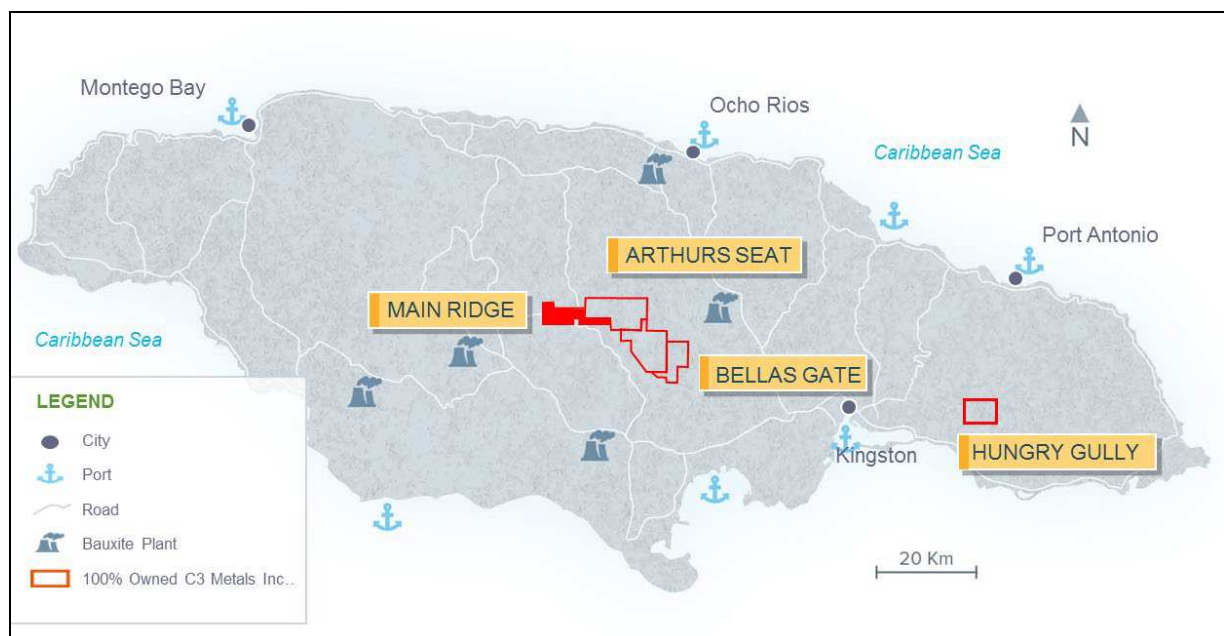 Montego Bay
Ocho Rios
N
Caribbean Sea
Port Antonio
ARTHURS SEAT
MAIN RIDGE
Caribbean Sea
BELLAS GATE
LEGEND
City
Port
Road
Bauxite Plant
100% Owned C3 Metals Inc..
Kingston
HUNGRY GULLY
20 Km